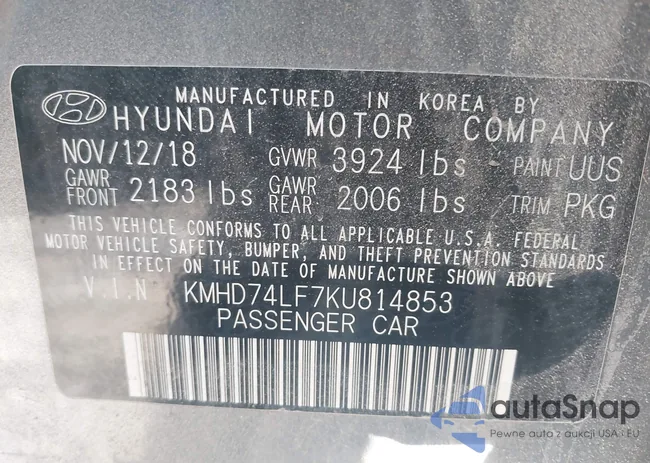 MANUFACTURED IN KOREA BY
HYUNDAI MOTOR COMPANY
NOV/12/18 GVWR 3924 lbs PAINT UUS
GAWR FRONT 2183 lbs GAWR REAR 2006 lbs TRIM PKG
THIS VEHICLE CONFORMS TO ALL APPLICABLE U.S.A. FEDERAL
MOTOR VEHICLE SAFETY, BUMPER, AND THEFT PREVENTION STANDARDS
IN EFFECT ON THE DATE OF MANUFACTURE SHOWN ABOVE
V.I.N KMHD74LF7KU814853
PASSENGER CAR
autaSnap
Pewne auta z aukcji USA i EU